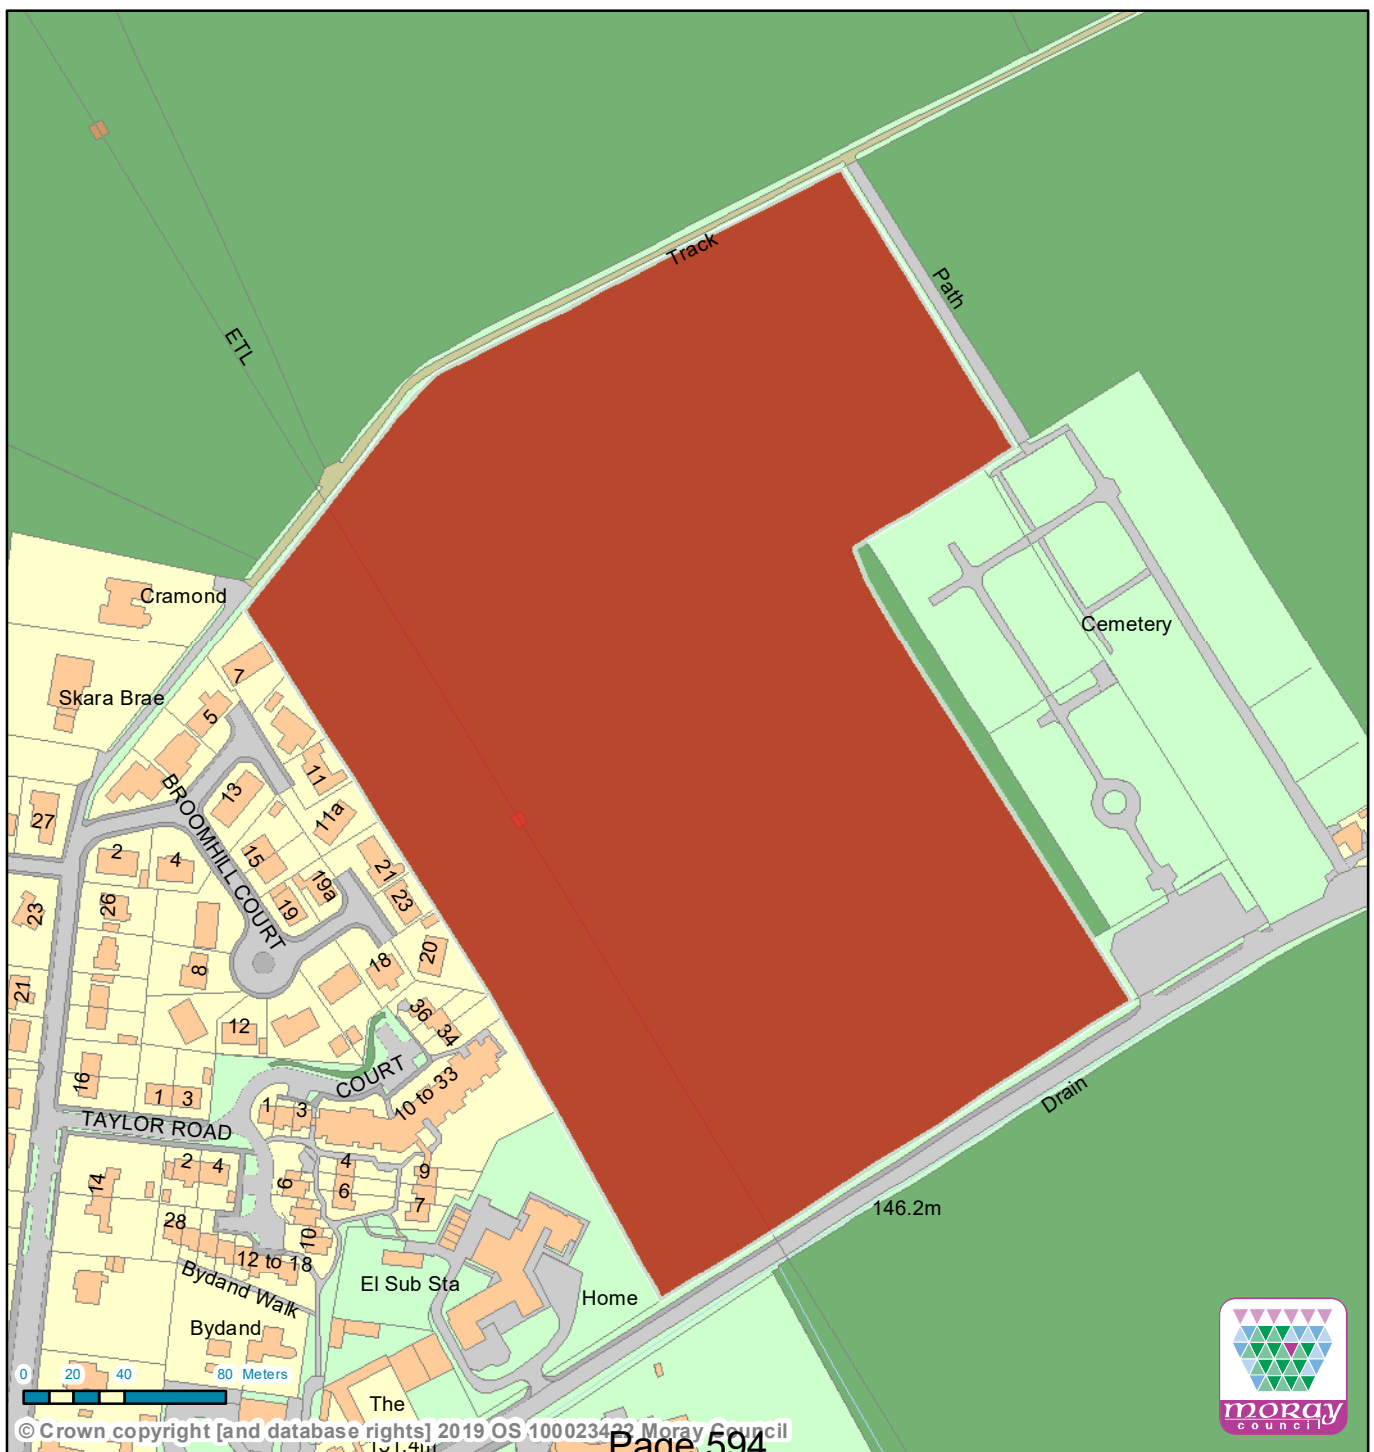 Track
Path
ETL
Cramond
Cemetery
7
Skara Brae
5
11
13
11a
27
BROOMHILL COURT
2
4
15
21
19a
23
26
19
23
20
18
8
21
36
12
34
COURT
10 to 33
16
1
3
1
3
Drain
TAYLOR ROAD
2
4
4
9
14
6
6
7
146.2m
28
10
12 to 18
Bydand Walk
El Sub Sta
Home
Bydand
0 20 40 80 Meters
The
moray
council
© Crown copyright [and database rights] 2019 OS 100023422 Moray Council
151.4m
Page 594